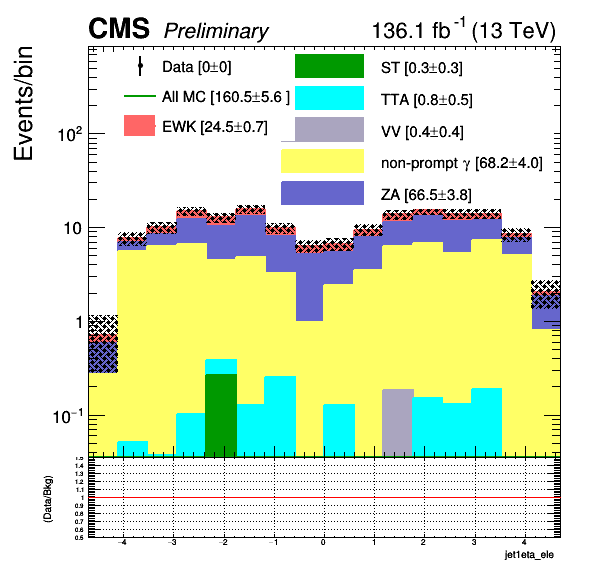 CMS Preliminary 136.1 fb⁻¹ (13 TeV)
Data [0±0]
All MC [160.5±5.6 ]
EWK [24.5±0.7]
ST [0.3±0.3]
TTA [0.8±0.5]
VV [0.4±0.4]
non-prompt γ [68.2±4.0]
ZA [66.5±3.8]
Events/bin
10²
10
1
10⁻¹
(Data/Bkg)
1.5
1.4
1.3
1.2
1.1
1
0.9
0.8
0.7
0.6
0.5
−4 −3 −2 −1 0 1 2 3 4
jet1eta_ele